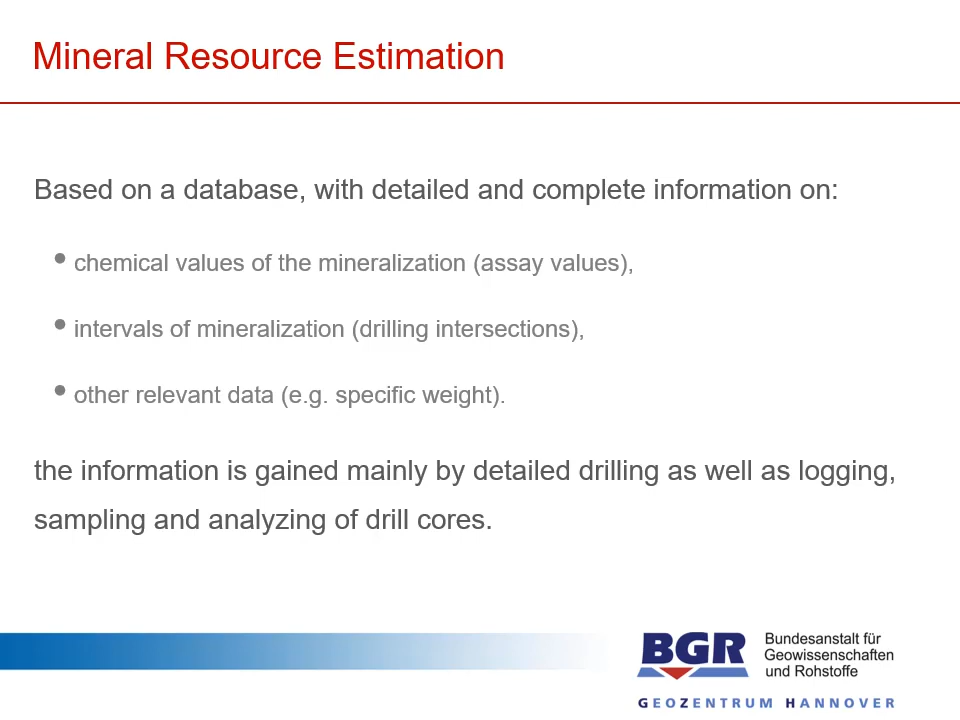 Mineral Resource Estimation
Based on a database, with detailed and complete information on:
• chemical values of the mineralization (assay values),
• intervals of mineralization (drilling intersections),
• other relevant data (e.g. specific weight).
the information is gained mainly by detailed drilling as well as logging,
sampling and analyzing of drill cores.
BGR
Bundesanstalt für
Geowissenschaften
und Rohstoffe
GEOZENTRUM HANNOVER